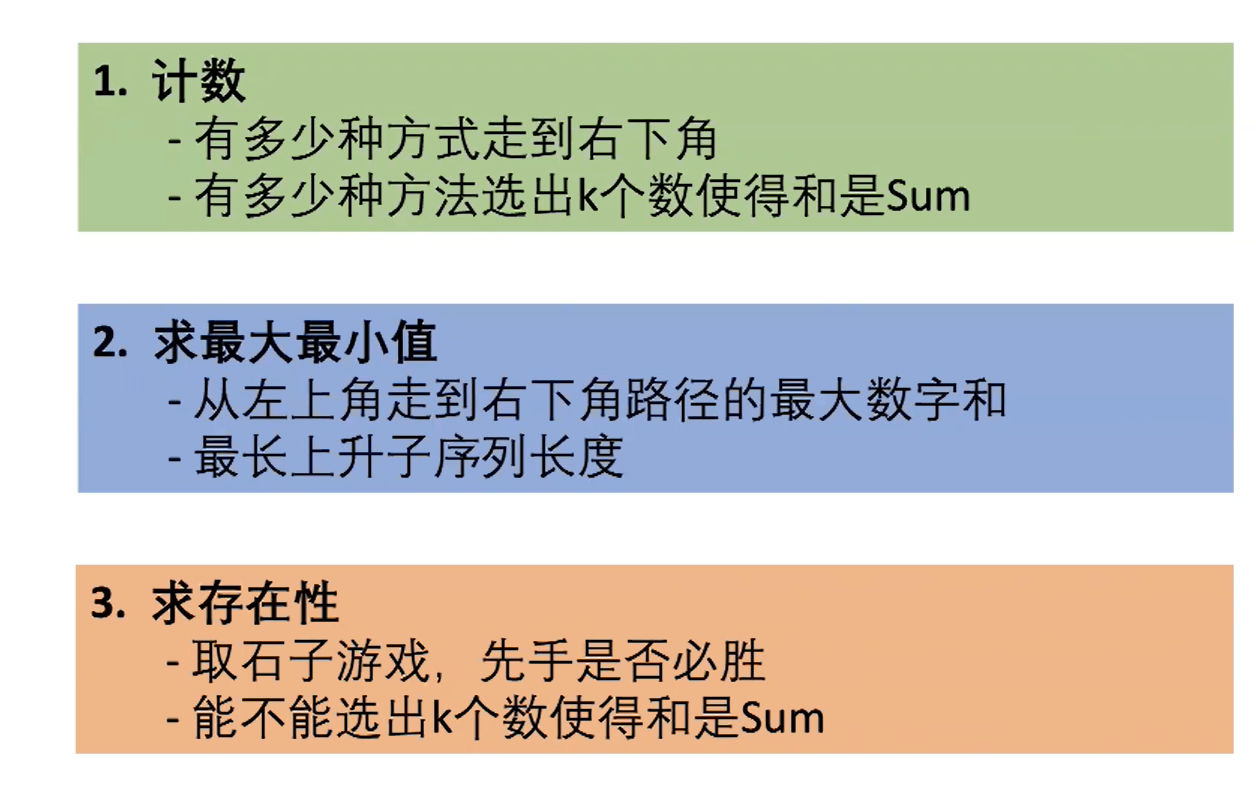 1. 计数
- 有多少种方式走到右下角
- 有多少种方法选出k个数使得和是Sum
2. 求最大最小值
- 从左上角走到右下角路径的最大数字和
- 最长上升子序列长度
3. 求存在性
- 取石子游戏，先手是否必胜
- 能不能选出k个数使得和是Sum